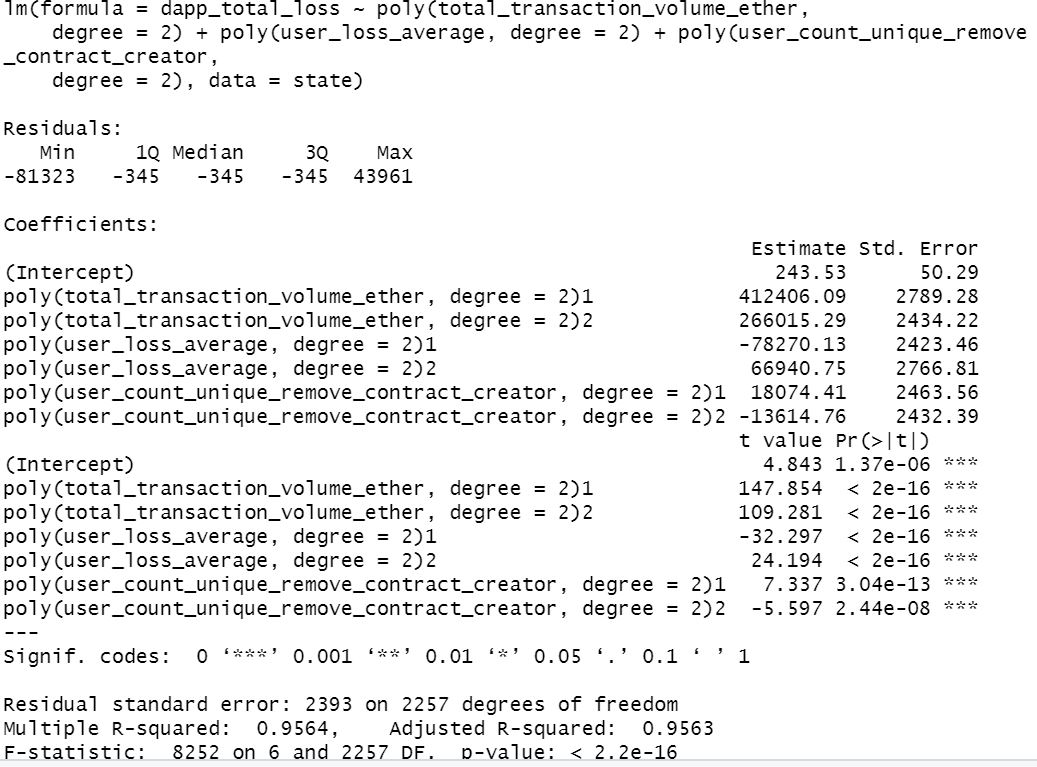 lm(formula = dapp_total_loss ~ poly(total_transaction_volume_ether,
    degree = 2) + poly(user_loss_average, degree = 2) + poly(user_count_unique_remove
_contract_creator,
    degree = 2), data = state)

Residuals:
   Min     1Q Median     3Q    Max
-81323   -345   -345   -345  43961

Coefficients:
                                                              Estimate Std. Error
(Intercept)                                                     243.53      50.29
poly(total_transaction_volume_ether, degree = 2)1            412406.09    2789.28
poly(total_transaction_volume_ether, degree = 2)2            266015.29    2434.22
poly(user_loss_average, degree = 2)1                         -78270.13    2423.46
poly(user_loss_average, degree = 2)2                          66940.75    2766.81
poly(user_count_unique_remove_contract_creator, degree = 2)1  18074.41    2463.56
poly(user_count_unique_remove_contract_creator, degree = 2)2 -13614.76    2432.39
                                                             t value Pr(>|t|)
(Intercept)                                                    4.843 1.37e-06 ***
poly(total_transaction_volume_ether, degree = 2)1            147.854  < 2e-16 ***
poly(total_transaction_volume_ether, degree = 2)2            109.281  < 2e-16 ***
poly(user_loss_average, degree = 2)1                         -32.297  < 2e-16 ***
poly(user_loss_average, degree = 2)2                          24.194  < 2e-16 ***
poly(user_count_unique_remove_contract_creator, degree = 2)1   7.337 3.04e-13 ***
poly(user_count_unique_remove_contract_creator, degree = 2)2  -5.597 2.44e-08 ***
---
Signif. codes:  0 ‘***’ 0.001 ‘**’ 0.01 ‘*’ 0.05 ‘.’ 0.1 ‘ ’ 1

Residual standard error: 2393 on 2257 degrees of freedom
Multiple R-squared:  0.9564,	Adjusted R-squared:  0.9563
F-statistic:  8252 on 6 and 2257 DF,  p-value: < 2.2e-16